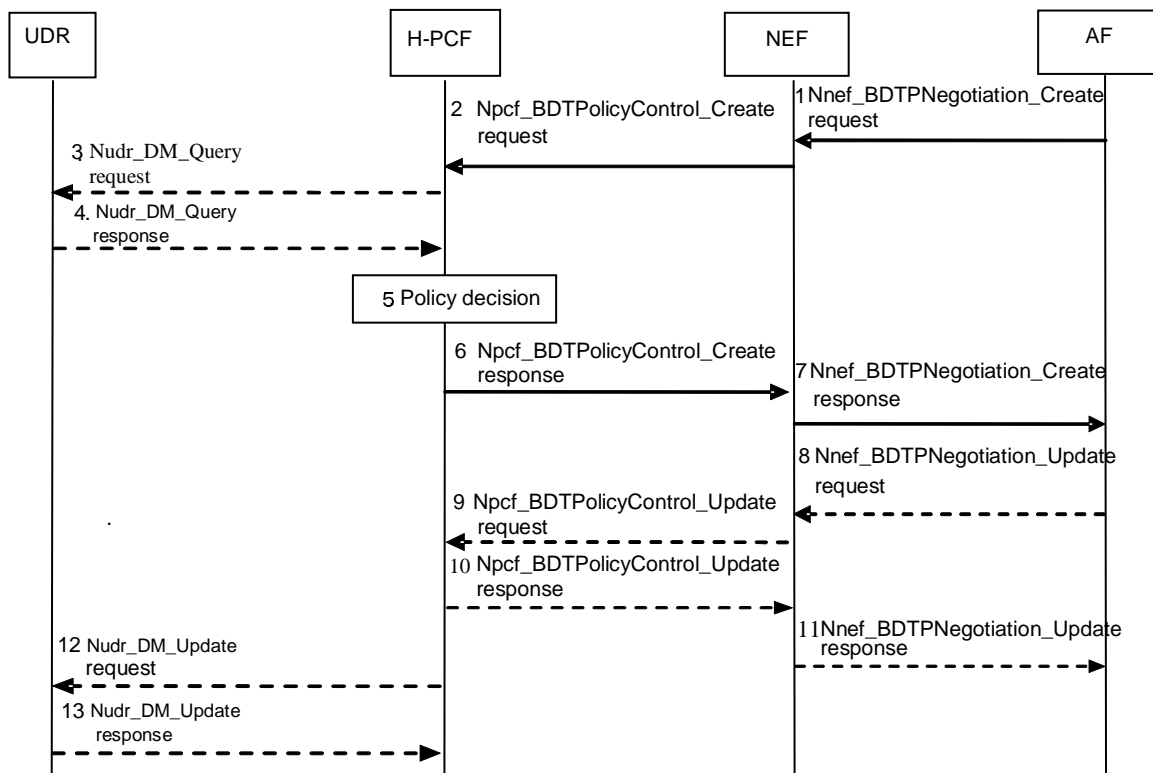 UDR
H-PCF
NEF
AF
1 Nnef_BDTPNegotiation_Create
request
2 Npcf_BDTPolicyControl_Create
request
3. Nudr_DM_Query
request
4. Nudr_DM_Query
response
5 Policy decision
6 Npcf_BDTPolicyControl_Create
response
7 Nnef_BDTPNegotiation_Create
response
8 Nnef_BDTPNegotiation_Update
request
9 Npcf_BDTPolicyControl_Update
request
10 Npcf_BDTPolicyControl_Update
response
11 Nnef_BDTPNegotiation_Update
response
12 Nudr_DM_Update
request
13 Nudr_DM_Update
response